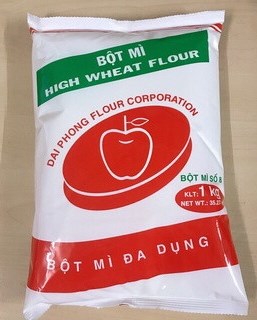 BỘT MÌ
HIGH WHEAT FLOUR
DAI PHONG FLOUR CORPORATION
BỘT MÌ SỐ 8
KLT: 1 kg
NET WT.:
BỘT MÌ ĐA DỤNG